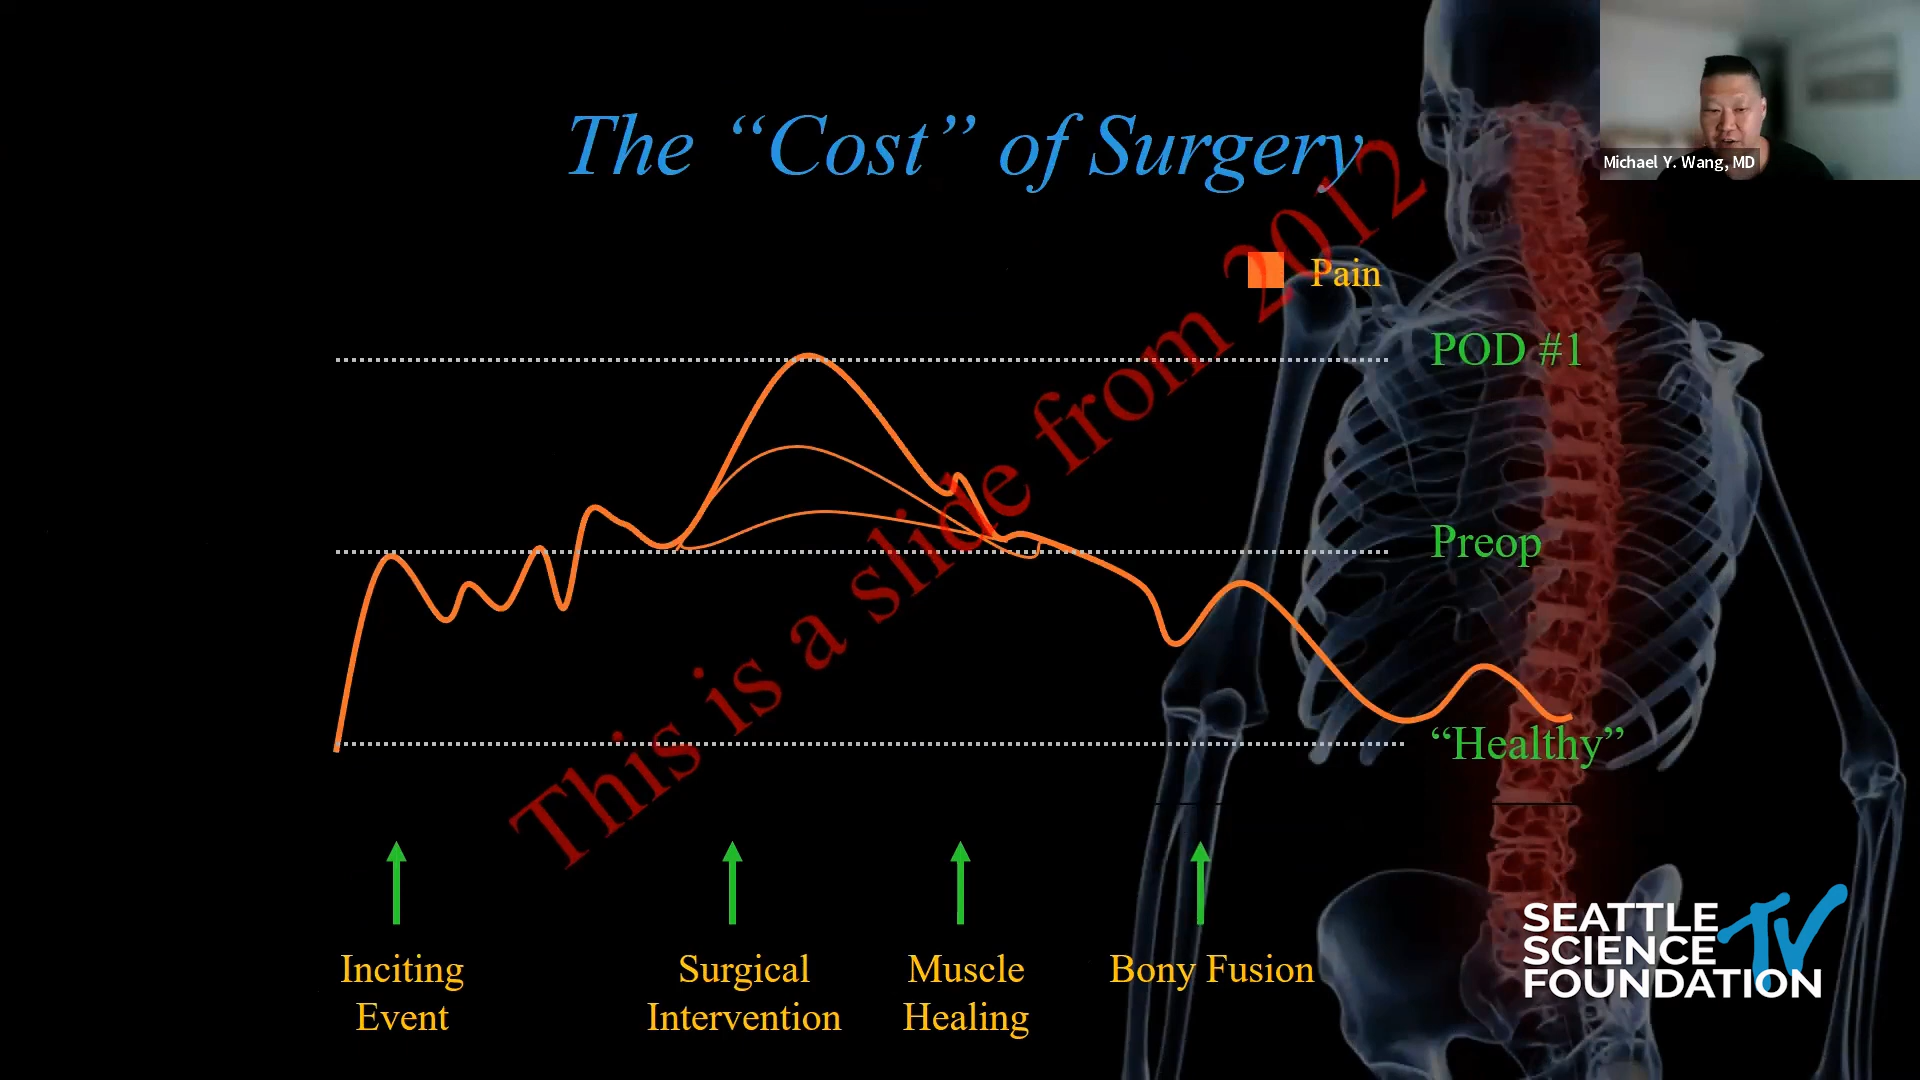 The “Cost” of Surgery
Michael Y. Wang, MD
This is a slide from 2012
Pain
POD #1
Preop
“Healthy”
Inciting
Event
Surgical
Intervention
Muscle
Healing
Bony Fusion
SEATTLE
SCIENCE
FOUNDATION
TV